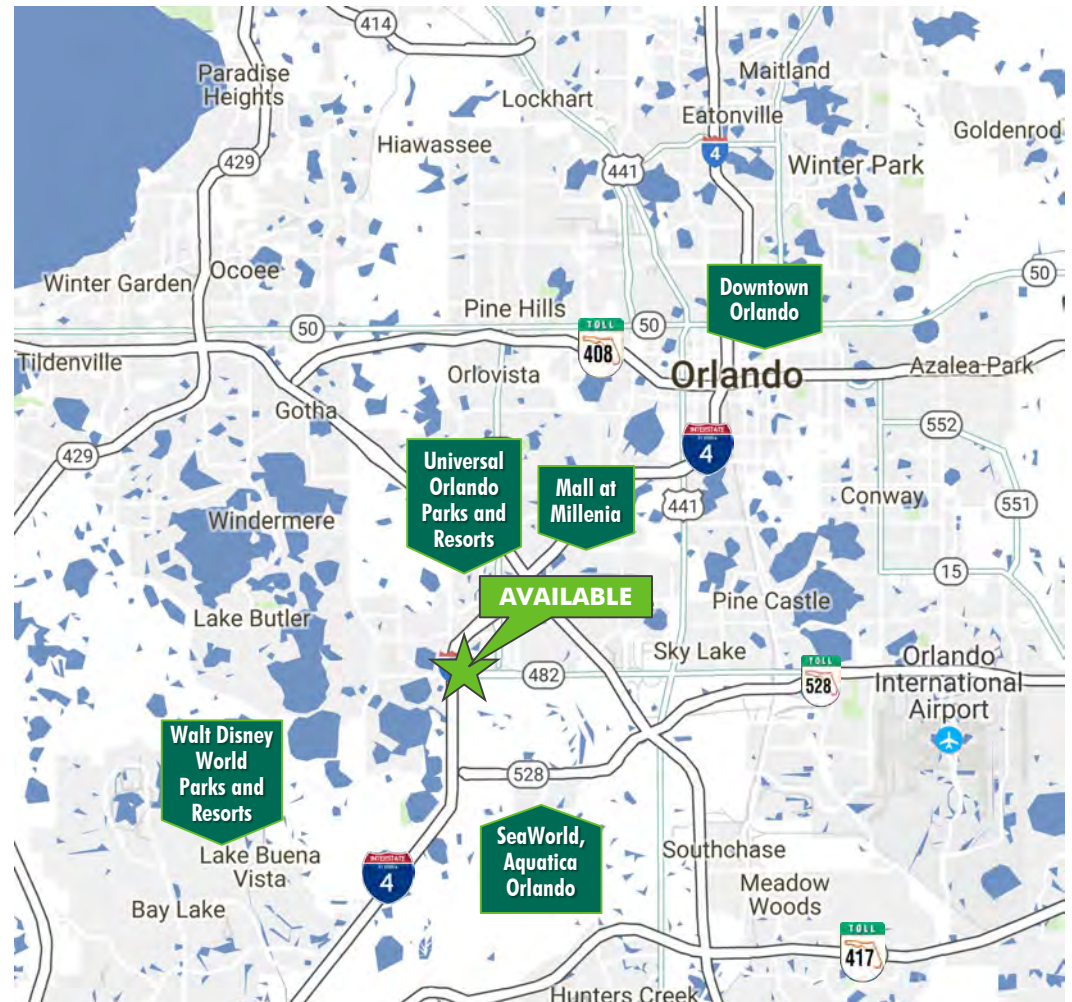 414
Paradise
Heights
Maitland
Lockhart
Eatonville
Goldenrod
Hiawassee
4
429
441
Winter Park
Ocoee
Winter Garden
50
Downtown
Orlando
Pine Hills
50
50
TOLL
408
Tildenville
Orlovista
Orlando
Azalea Park
Gotha
552
INTERSTATE
4
429
Universal
Orlando
Parks and
Resorts
Mall at
Millenia
441
Conway
551
Windermere
15
AVAILABLE
Pine Castle
Lake Butler
Sky Lake
482
TOLL
528
Orlando
International
Airport
Walt Disney
World
Parks and
Resorts
528
SeaWorld,
Aquatica
Orlando
Southchase
Lake Buena
Vista
INTERSTATE
4
Meadow
Woods
Bay Lake
TOLL
417
Hunters Creek